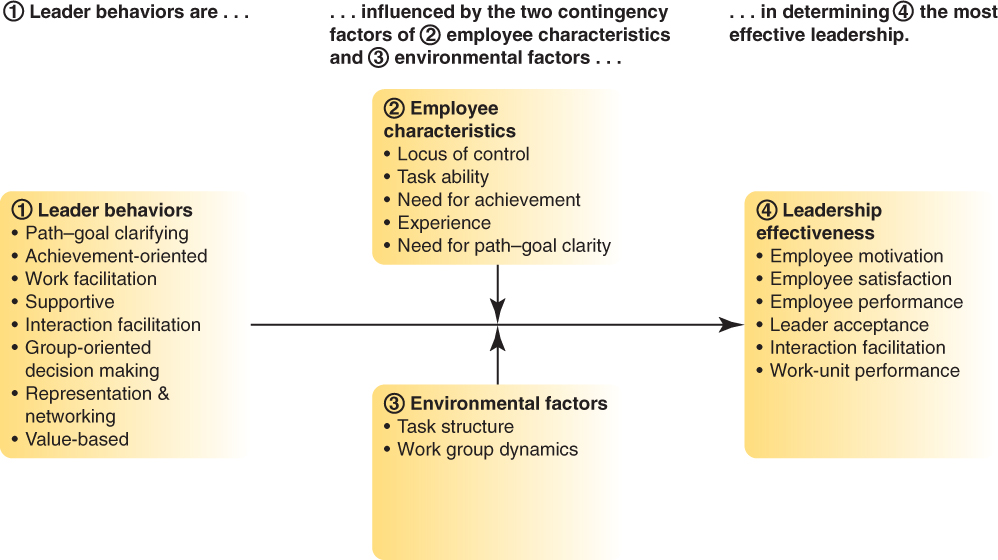 ① Leader behaviors are . . .
. . . influenced by the two contingency
factors of ② employee characteristics
and ③ environmental factors . . .
. . . in determining ④ the most
effective leadership.
① Leader behaviors
• Path–goal clarifying
• Achievement-oriented
• Work facilitation
• Supportive
• Interaction facilitation
• Group-oriented
decision making
• Representation &
networking
• Value-based
② Employee
characteristics
• Locus of control
• Task ability
• Need for achievement
• Experience
• Need for path–goal clarity
③ Environmental factors
• Task structure
• Work group dynamics
④ Leadership
effectiveness
• Employee motivation
• Employee satisfaction
• Employee performance
• Leader acceptance
• Interaction facilitation
• Work-unit performance